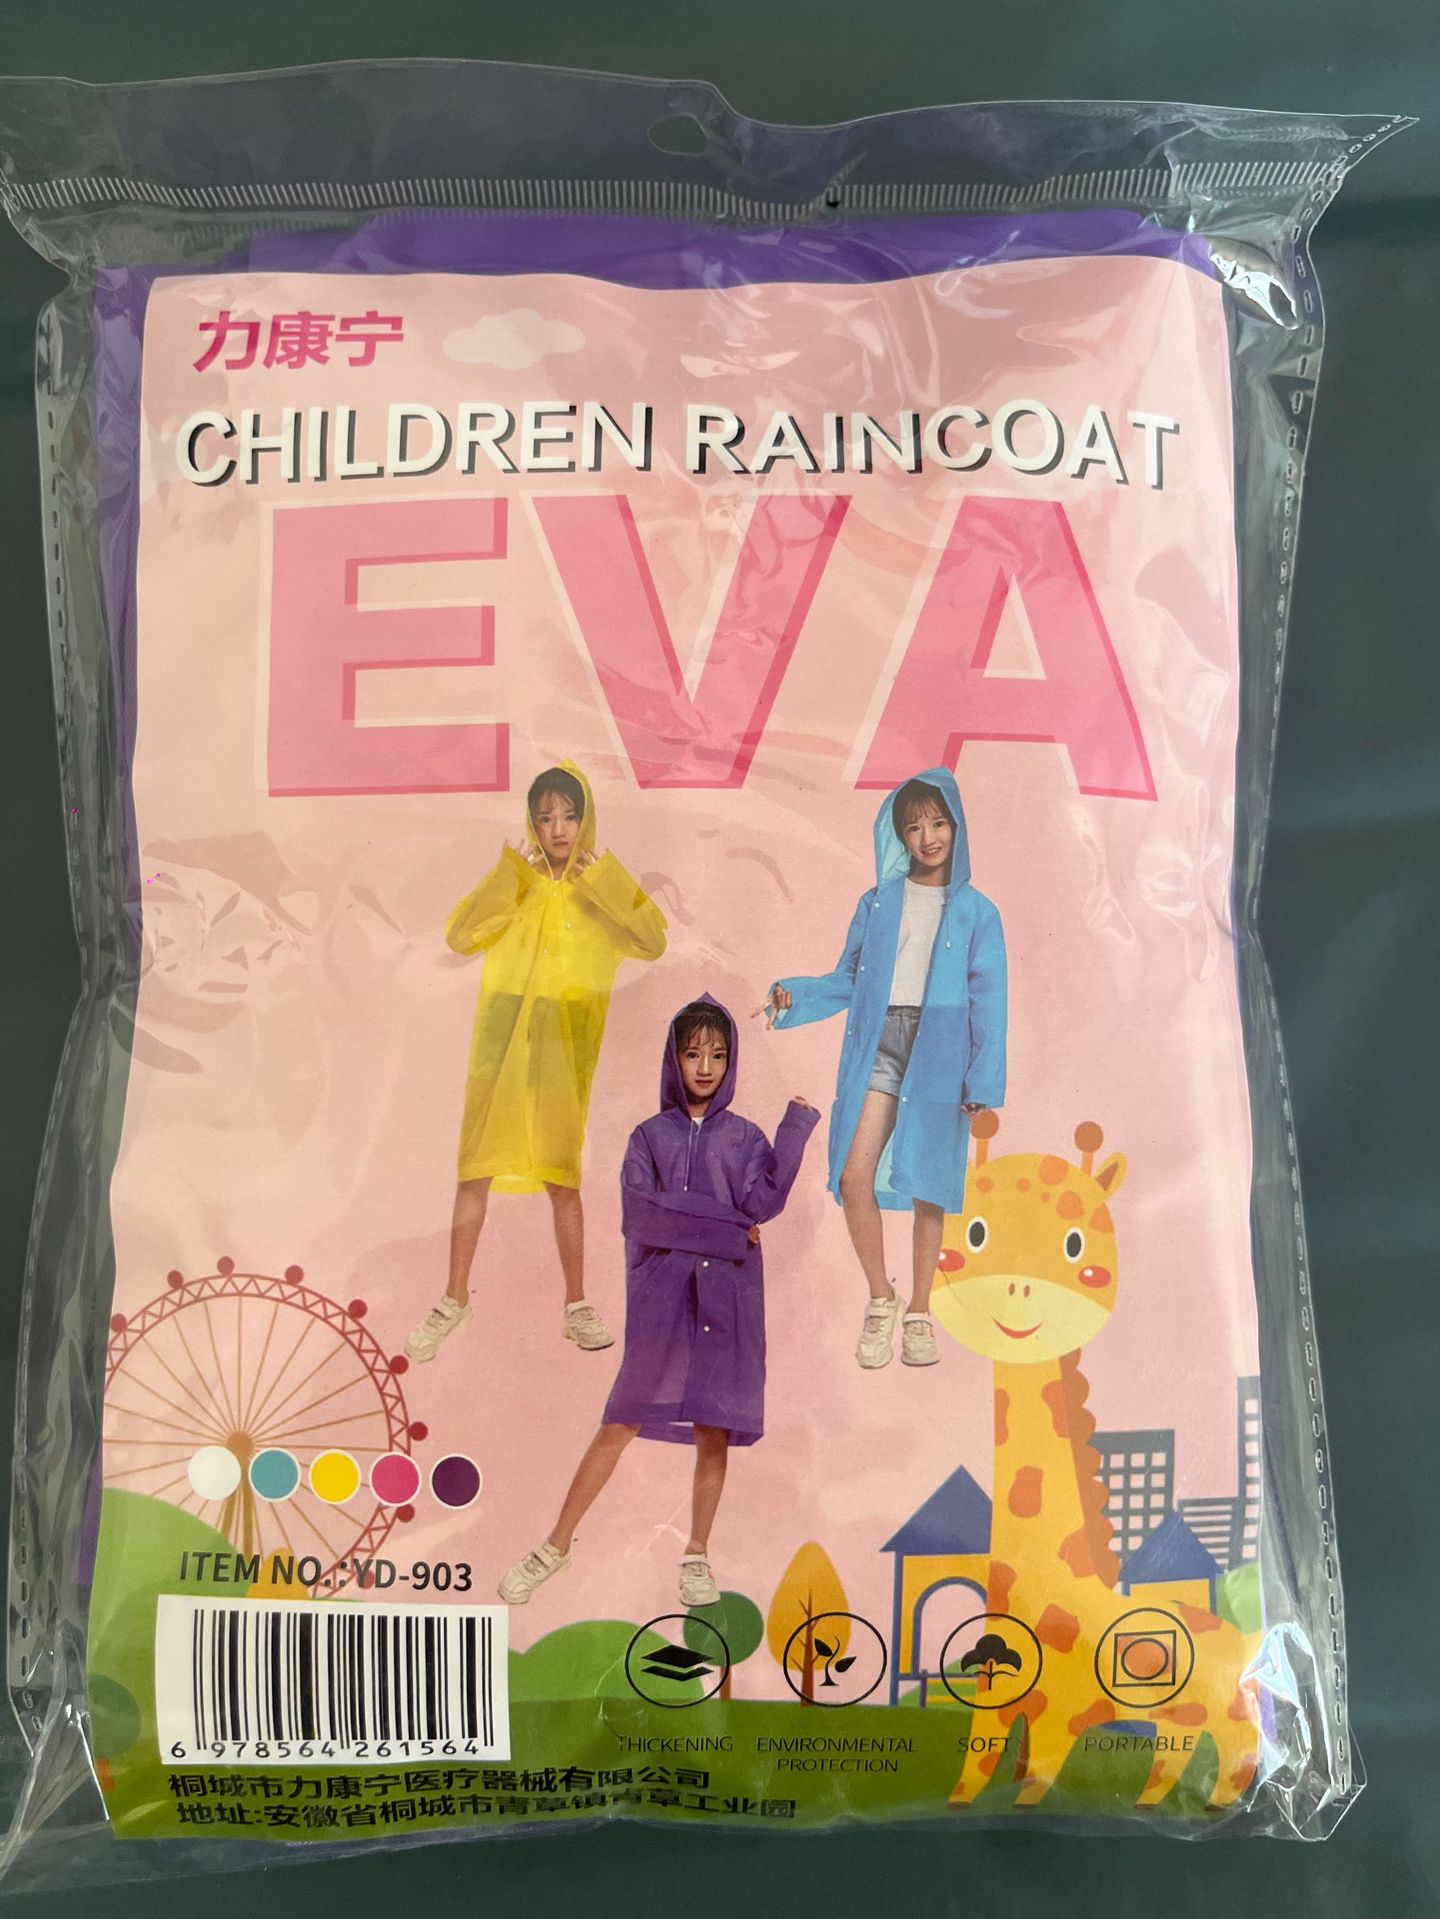 力康宁
CHILDREN RAINCOAT
EVA
ITEM NO.:YD-903
6 978564 261564
THICKENING
ENVIRONMENTAL
PROTECTION
SOFT
PORTABLE
桐城市力康宁医疗器械有限公司
地址:安徽省桐城市青草镇青草工业园